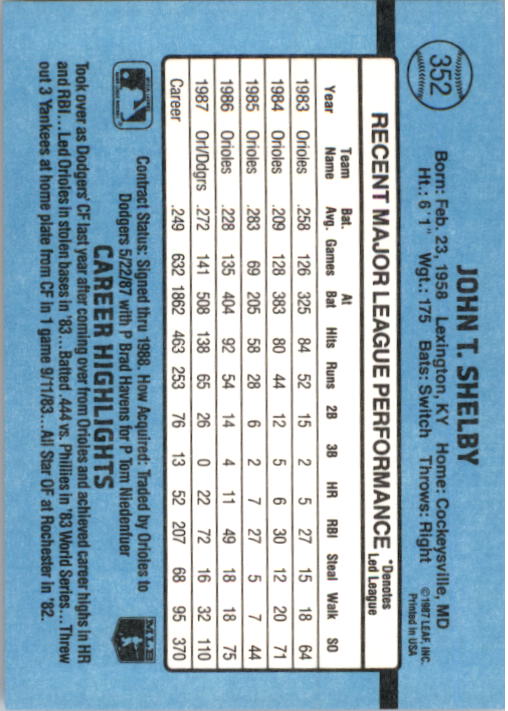 352
JOHN T. SHELBY
Born: Feb. 23, 1958 Lexington, KY Home: Cockeysville, MD
Ht.: 6'1" Wgt.: 175 Bats: Switch Throws: Right
©1987 LEAF, INC.
Printed in USA
RECENT MAJOR LEAGUE PERFORMANCE *Denotes Led League
Year Team Name Bat. Avg. Games At Bat Hits Runs 2B 3B HR RBI Steal Walk SO
1983 Orioles .258 126 325 84 52 15 2 5 27 15 18 64
1984 Orioles .209 128 383 80 44 12 5 6 30 12 20 71
1985 Orioles .283 69 205 58 28 6 2 7 27 5 7 44
1986 Orioles .228 135 404 92 54 14 4 11 49 18 18 75
1987 Orl/Ddgrs .272 141 508 138 65 26 0 22 72 16 32 110
Career .249 632 1862 463 253 76 13 52 207 68 95 370
Contract Status: Signed thru 1988. How Acquired: Traded by Orioles to
Dodgers 5/22/87 with P Brad Havens for P Tom Niedenfuer
MLB
CAREER HIGHLIGHTS
Took over as Dodgers' CF last year after coming over from Orioles and achieved career highs in HR
and RBI...Led Orioles in stolen bases in '83...Batted .444 vs. Phillies in '83 World Series...Threw
out 3 Yankees at home plate from CF in 1 game 9/11/83...All Star OF at Rochester in '82.